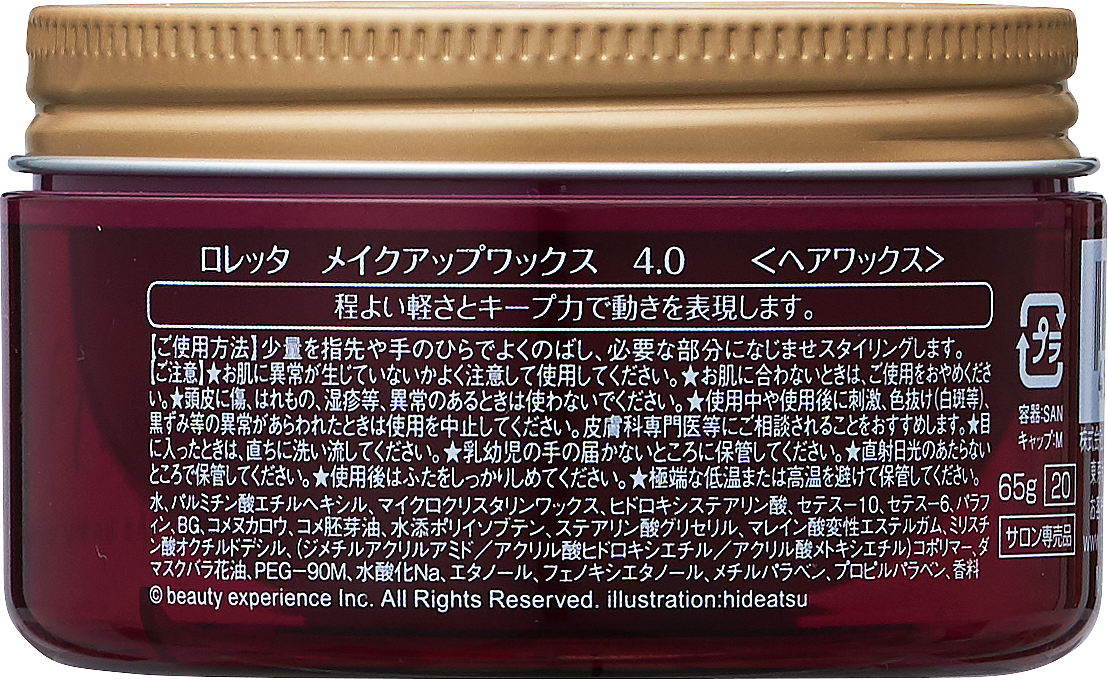 ロレッタ　メイクアップワックス　4.0　＜ヘアワックス＞
程よい軽さとキープ力で動きを表現します。
【ご使用方法】少量を指先や手のひらでよくのばし、必要な部分になじませスタイリングします。
【ご注意】★お肌に異常が生じていないかよく注意して使用してください。★お肌に合わないときは、ご使用をおやめくださ
い。★頭皮に傷、はれもの、湿疹等、異常のあるときは使わないでください。★使用中や使用後に刺激、色抜け(白斑等)、
黒ずみ等の異常があらわれたときは使用を中止してください。皮膚科専門医等にご相談されることをおすすめします。★目
に入ったときは、直ちに洗い流してください。★乳幼児の手の届かないところに保管してください。★直射日光のあたらない
ところで保管してください。★使用後はふたをしっかりしめてください。★極端な低温または高温を避けて保管してください。
水、パルミチン酸エチルヘキシル、マイクロクリスタリンワックス、ヒドロキシステアリン酸、セテス－10、セテス－6、パラフ
ィン、BG、コメヌカロウ、コメ胚芽油、水添ポリイソブテン、ステアリン酸グリセリル、マレイン酸変性エステルガム、ミリスチ
ン酸オクチルドデシル、(ジメチルアクリルアミド／アクリル酸ヒドロキシエチル／アクリル酸メトキシエチル)コポリマー、ダ
マスクバラ花油、PEG－90M、水酸化Na、エタノール、フェノキシエタノール、メチルパラベン、プロピルパラベン、香料
© beauty experience Inc. All Rights Reserved. illustration:hideatsu
プラ
容器:SAN
キャップ:M
65g 20
サロン専売品